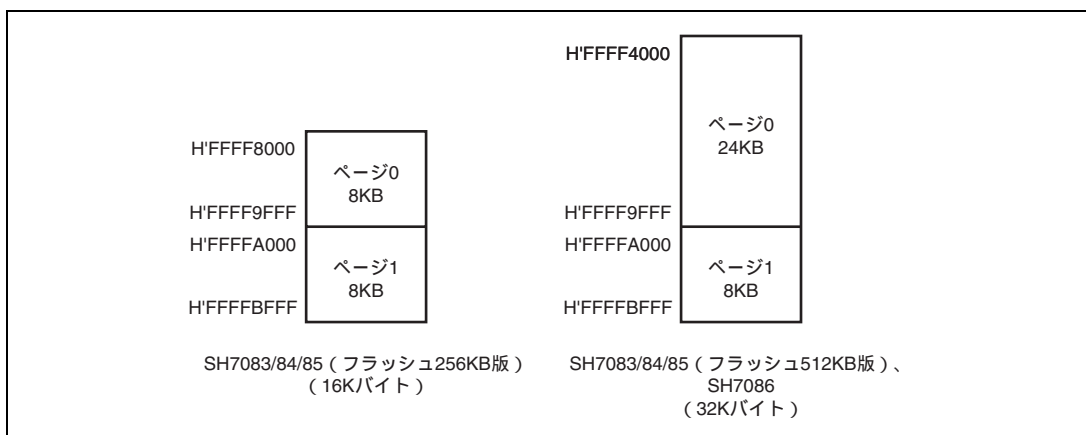 H'FFFF8000
ページ0
8KB
H'FFFF9FFF
H'FFFFA000
ページ1
8KB
H'FFFFBFFF
SH7083/84/85(フラッシュ256KB版)
(16Kバイト)
H'FFFF4000
ページ0
24KB
H'FFFF9FFF
H'FFFFA000
ページ1
8KB
H'FFFFBFFF
SH7083/84/85(フラッシュ512KB版)、
SH7086
(32Kバイト)